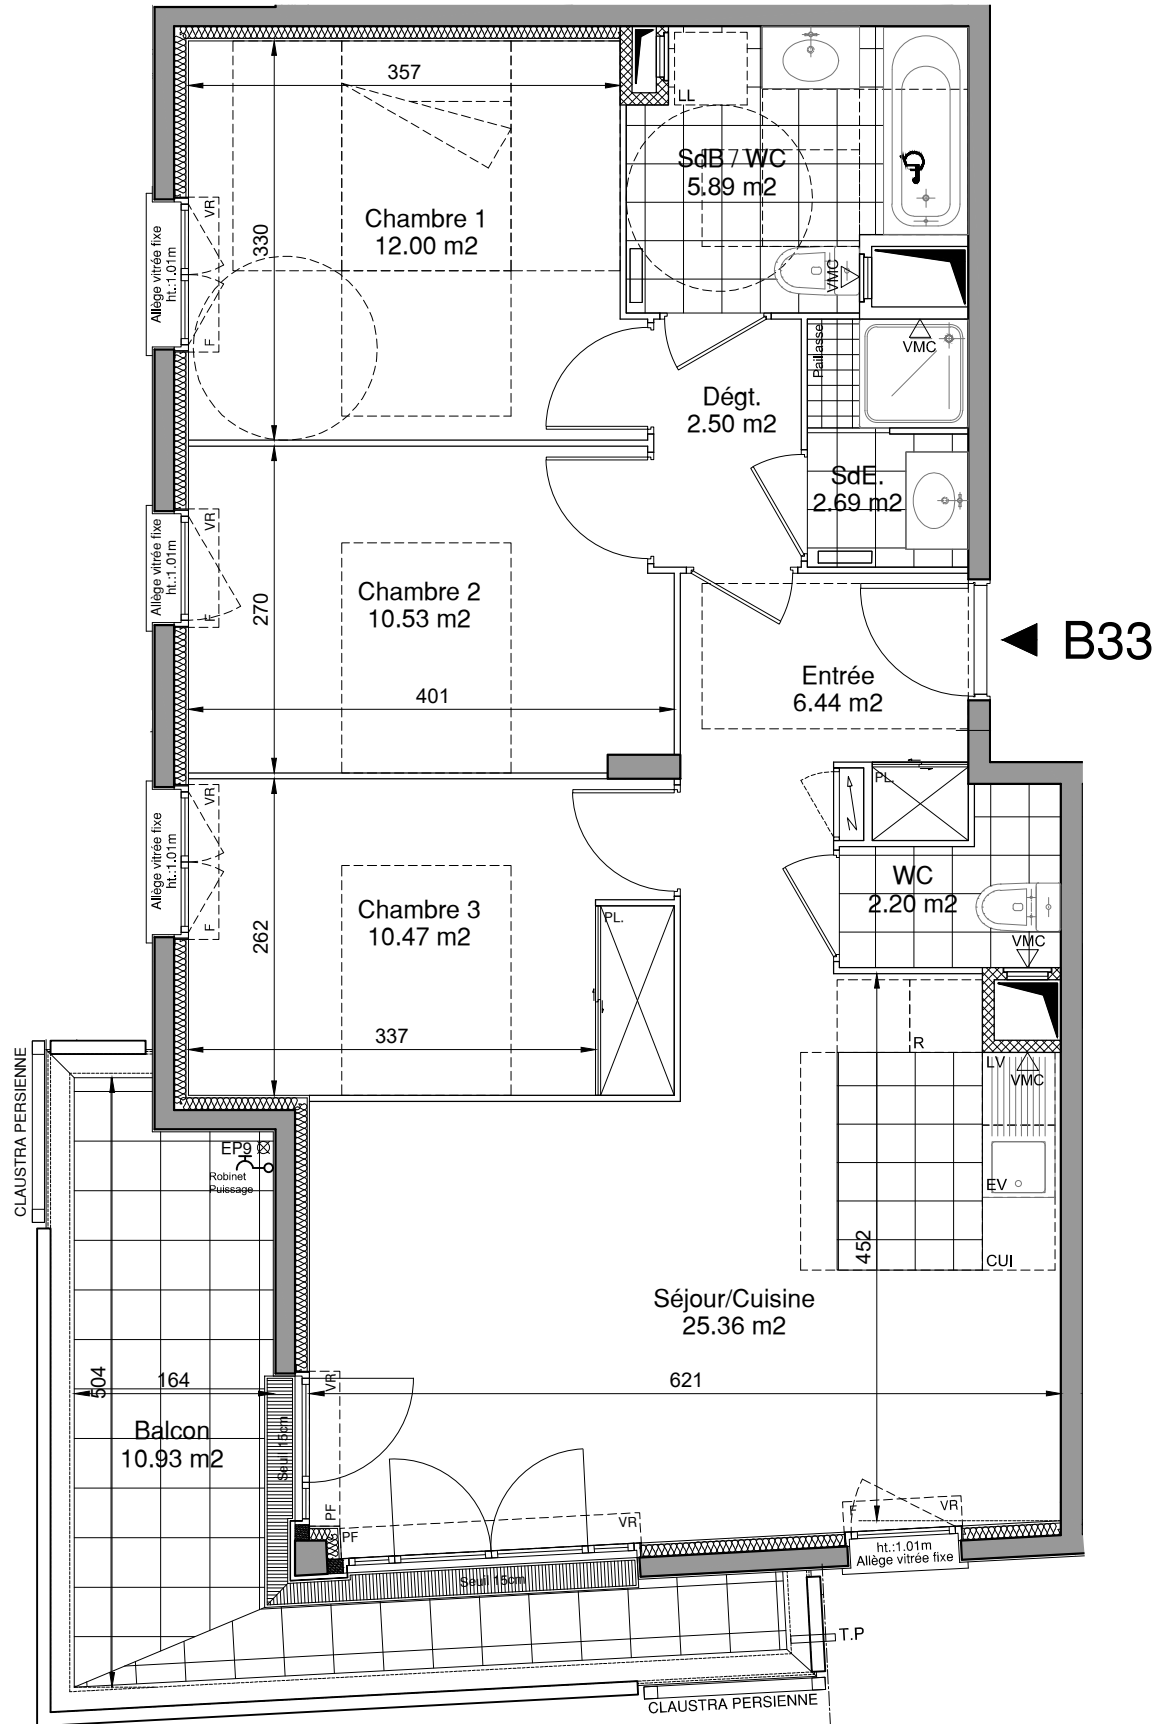 357
LL
SdB / WC
5.89 m2
Chambre 1
12.00 m2
330
VR
F
Allège vitrée fixe
ht.:1.01m
VMC
Paillasse
VMC
Dégt.
2.50 m2
SdE.
2.69 m2
VR
F
Allège vitrée fixe
ht.:1.01m
Chambre 2
10.53 m2
270
401
B33
Entrée
6.44 m2
PL.
VR
F
Allège vitrée fixe
ht.:1.01m
WC
2.20 m2
VMC
Chambre 3
10.47 m2
262
PL.
337
R
LV
VMC
EV
CUI
452
CLAUSTRA PERSIENNE
EP9
Robinet
Puissage
Séjour/Cuisine
25.36 m2
504
164
VR
621
Balcon
10.93 m2
Seuil 15cm
PF
PF
VR
F
VR
ht.:1.01m
Allège vitrée fixe
Seuil 15cm
T.P
CLAUSTRA PERSIENNE